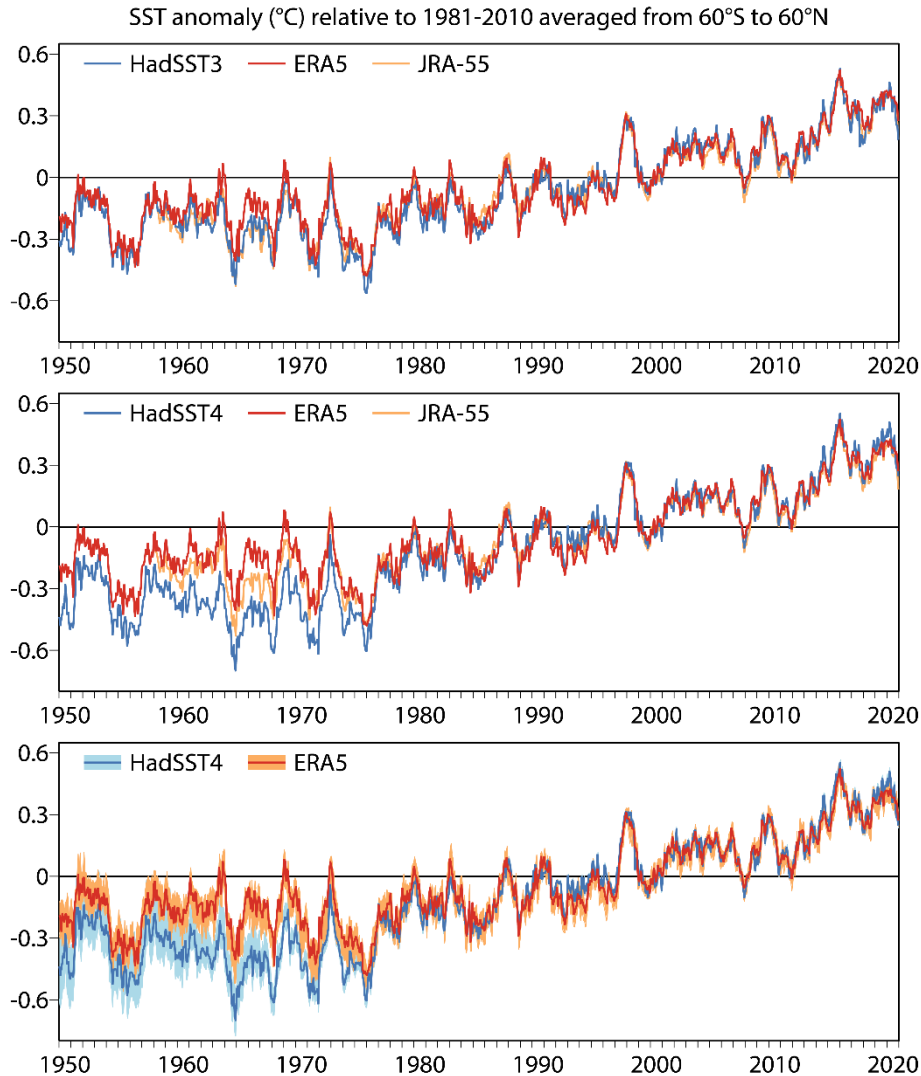 SST anomaly (°C) relative to 1981-2010 averaged from 60°S to 60°N
0.6
HadSST3 ERA5 JRA-55
0.3
0
-0.3
-0.6
1950 1960 1970 1980 1990 2000 2010 2020
0.6
HadSST4 ERA5 JRA-55
0.3
0
-0.3
-0.6
1950 1960 1970 1980 1990 2000 2010 2020
0.6
HadSST4 ERA5
0.3
0
-0.3
-0.6
1950 1960 1970 1980 1990 2000 2010 2020